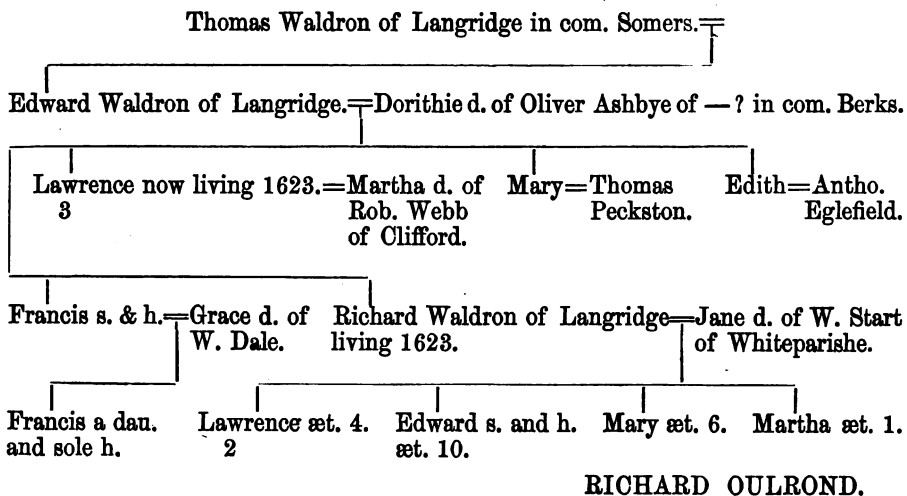 Thomas Waldron of Langridge in com. Somers.=
Edward Waldron of Langridge.=Dorithie d. of Oliver Ashbye of — ? in com. Berks.
Lawrence now living 1623.=Martha d. of Rob. Webb of Clifford.
3
Mary=Thomas Peckston.
Edith=Antho. Eglefield.
Francis s. & h.=Grace d. of W. Dale.
Richard Waldron of Langridge living 1623.=Jane d. of W. Start of Whiteparishe.
Francis a dau. and sole h.
Lawrence æt. 4.
2
Edward s. and h. æt. 10.
Mary æt. 6.
Martha æt. 1.
RICHARD OULROND.